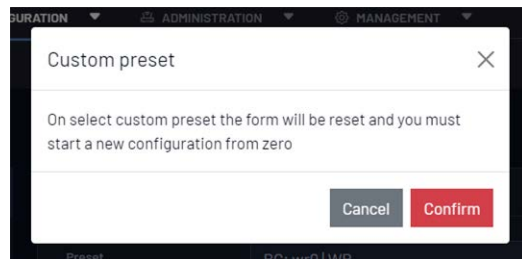 GURATION ADMINISTRATION MANAGEMENT
Custom preset
On select custom preset the form will be reset and you must
start a new configuration from zero
Cancel Confirm
Preset